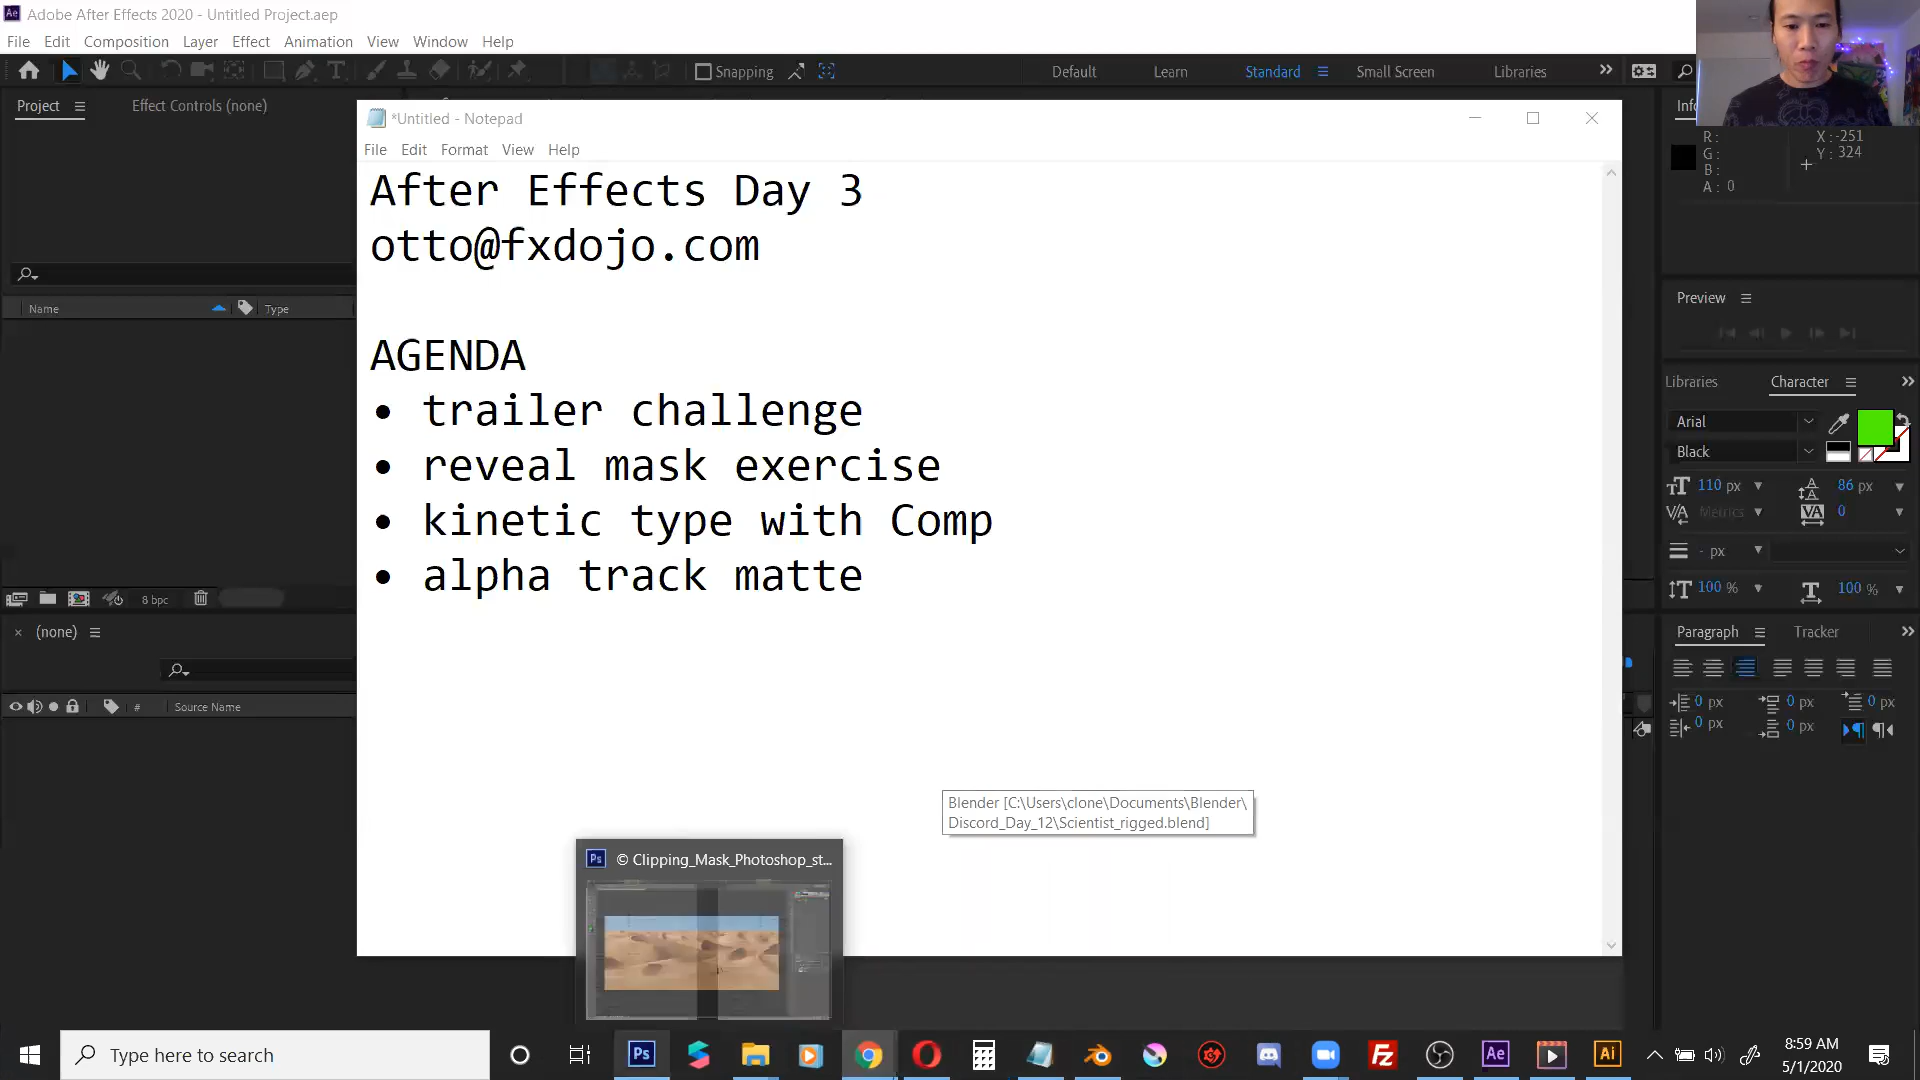 Adobe After Effects 2020 - Untitled Project.aep
File Edit Composition Layer Effect Animation View Window Help
Snapping Default Learn Standard Small Screen Libraries
Project Effect Controls (none)
*Untitled - Notepad
File Edit Format View Help
After Effects Day 3
otto@fxdojo.com
AGENDA
• trailer challenge
• reveal mask exercise
• kinetic type with Comp
• alpha track matte
Name Type
8 bpc
(none)
# Source Name
R: X: -251
G: Y: 324
B:
A: 0
Preview
Libraries Character
Arial
Black
110 px 86 px
Metrics 0
- px
100 % 100 %
Paragraph Tracker
0 px 0 px 0 px
0 px 0 px
Blender [C:\Users\clone\Documents\Blender\
Discord_Day_12\Scientist_rigged.blend]
Ps © Clipping_Mask_Photoshop_st...
Type here to search
8:59 AM
5/1/2020